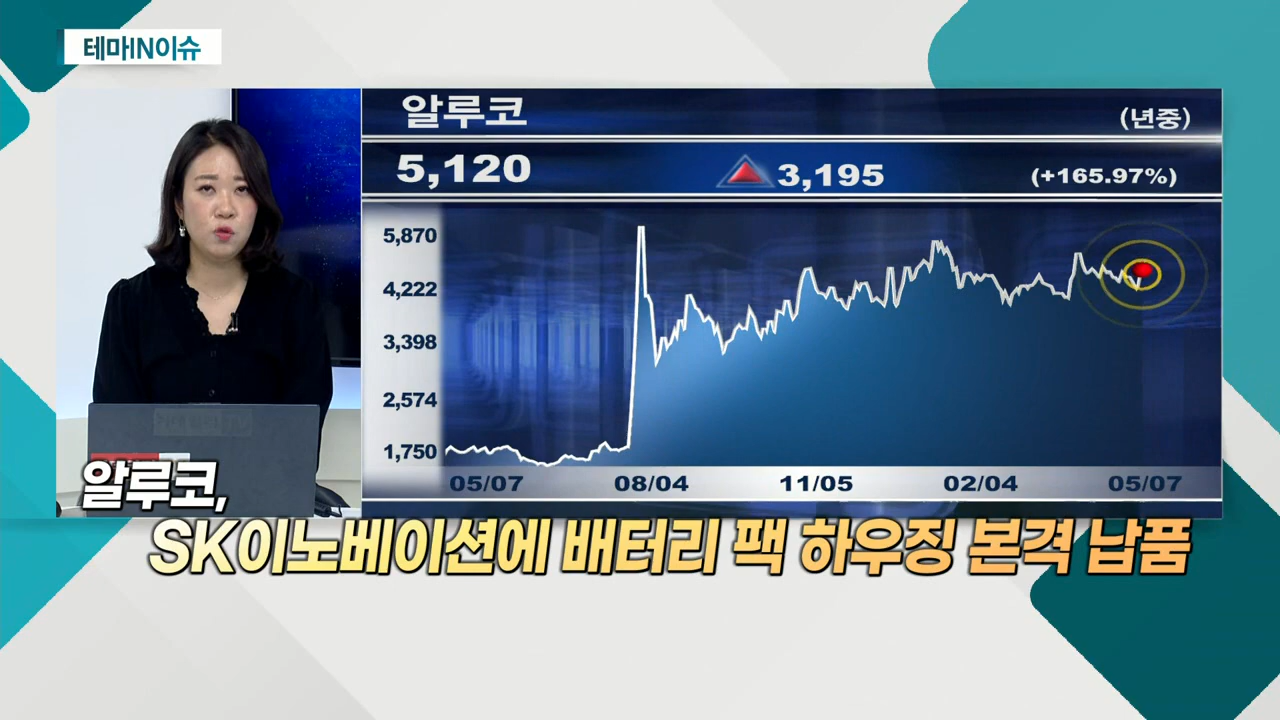 테마IN이슈
알루코 (년중)
5,120 3,195 (+165.97%)
5,870
4,222
3,398
2,574
1,750
05/07 08/04 11/05 02/04 05/07
알루코,
SK이노베이션에 배터리 팩 하우징 본격 납품